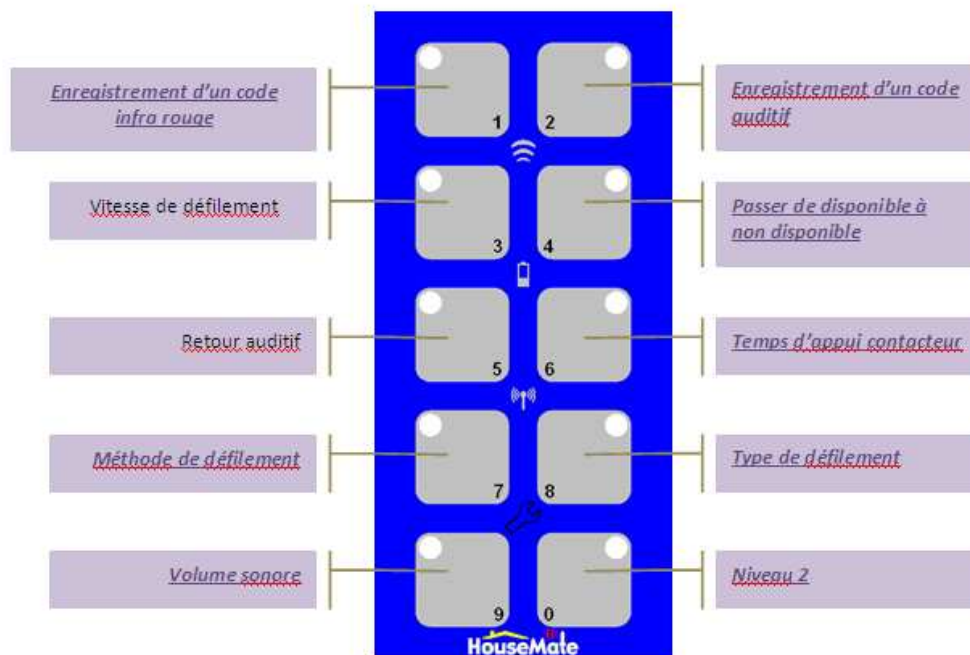 Enregistrement d'un code
infra rouge
Enregistrement d'un code
auditif
1
2
Vitesse de défilement
Passer de disponible à
non disponible
3
4
Retour auditif
Temps d'appui contacteur
5
6
Méthode de défilement
Type de défilement
7
8
Volume sonore
Niveau 2
9
0
HouseMate